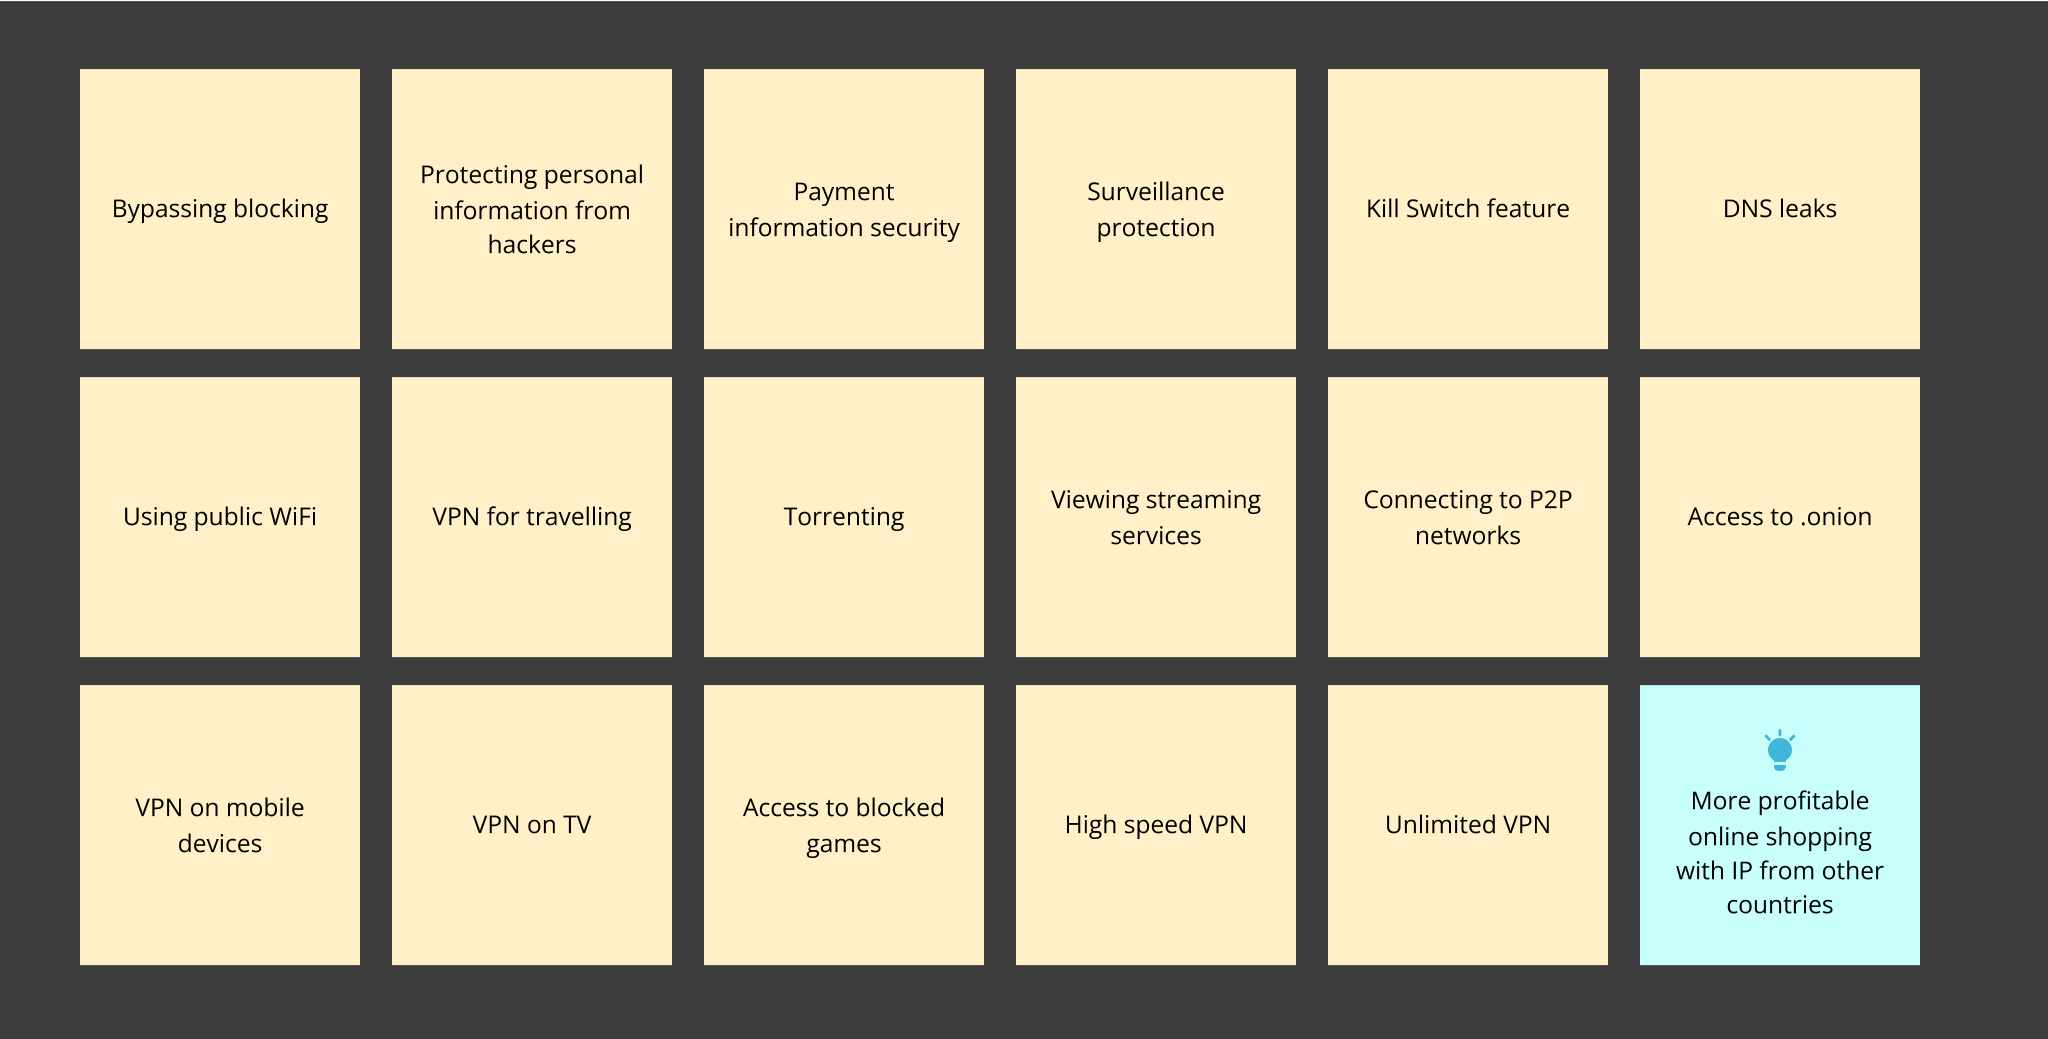 Bypassing blocking
Protecting personal
information from
hackers
Payment
information security
Surveillance
protection
Kill Switch feature
DNS leaks
Using public WiFi
VPN for travelling
Torrenting
Viewing streaming
services
Connecting to P2P
networks
Access to .onion
VPN on mobile
devices
VPN on TV
Access to blocked
games
High speed VPN
Unlimited VPN
More profitable
online shopping
with IP from other
countries